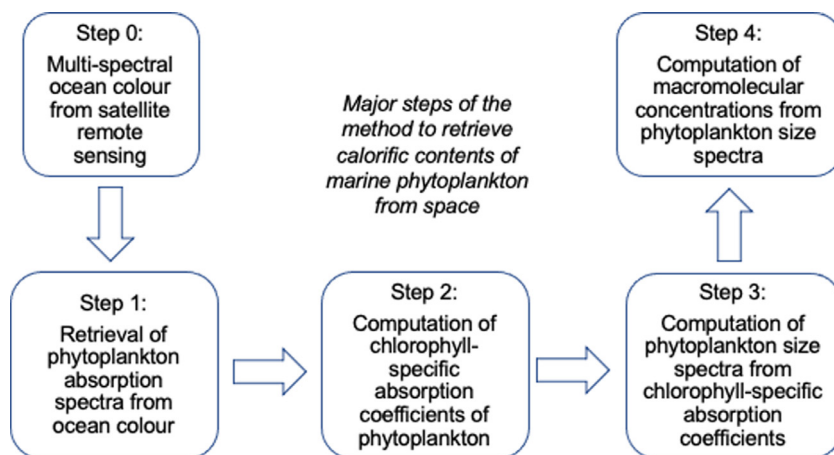 Step 0:
Multi-spectral
ocean colour
from satellite
remote
sensing
Major steps of the
method to retrieve
calorific contents of
marine phytoplankton
from space
Step 4:
Computation of
macromolecular
concentrations from
phytoplankton size
spectra
Step 1:
Retrieval of
phytoplankton
absorption
spectra from
ocean colour
Step 2:
Computation of
chlorophyll-
specific
absorption
coefficients of
phytoplankton
Step 3:
Computation of
phytoplankton size
spectra from
chlorophyll-specific
absorption
coefficients